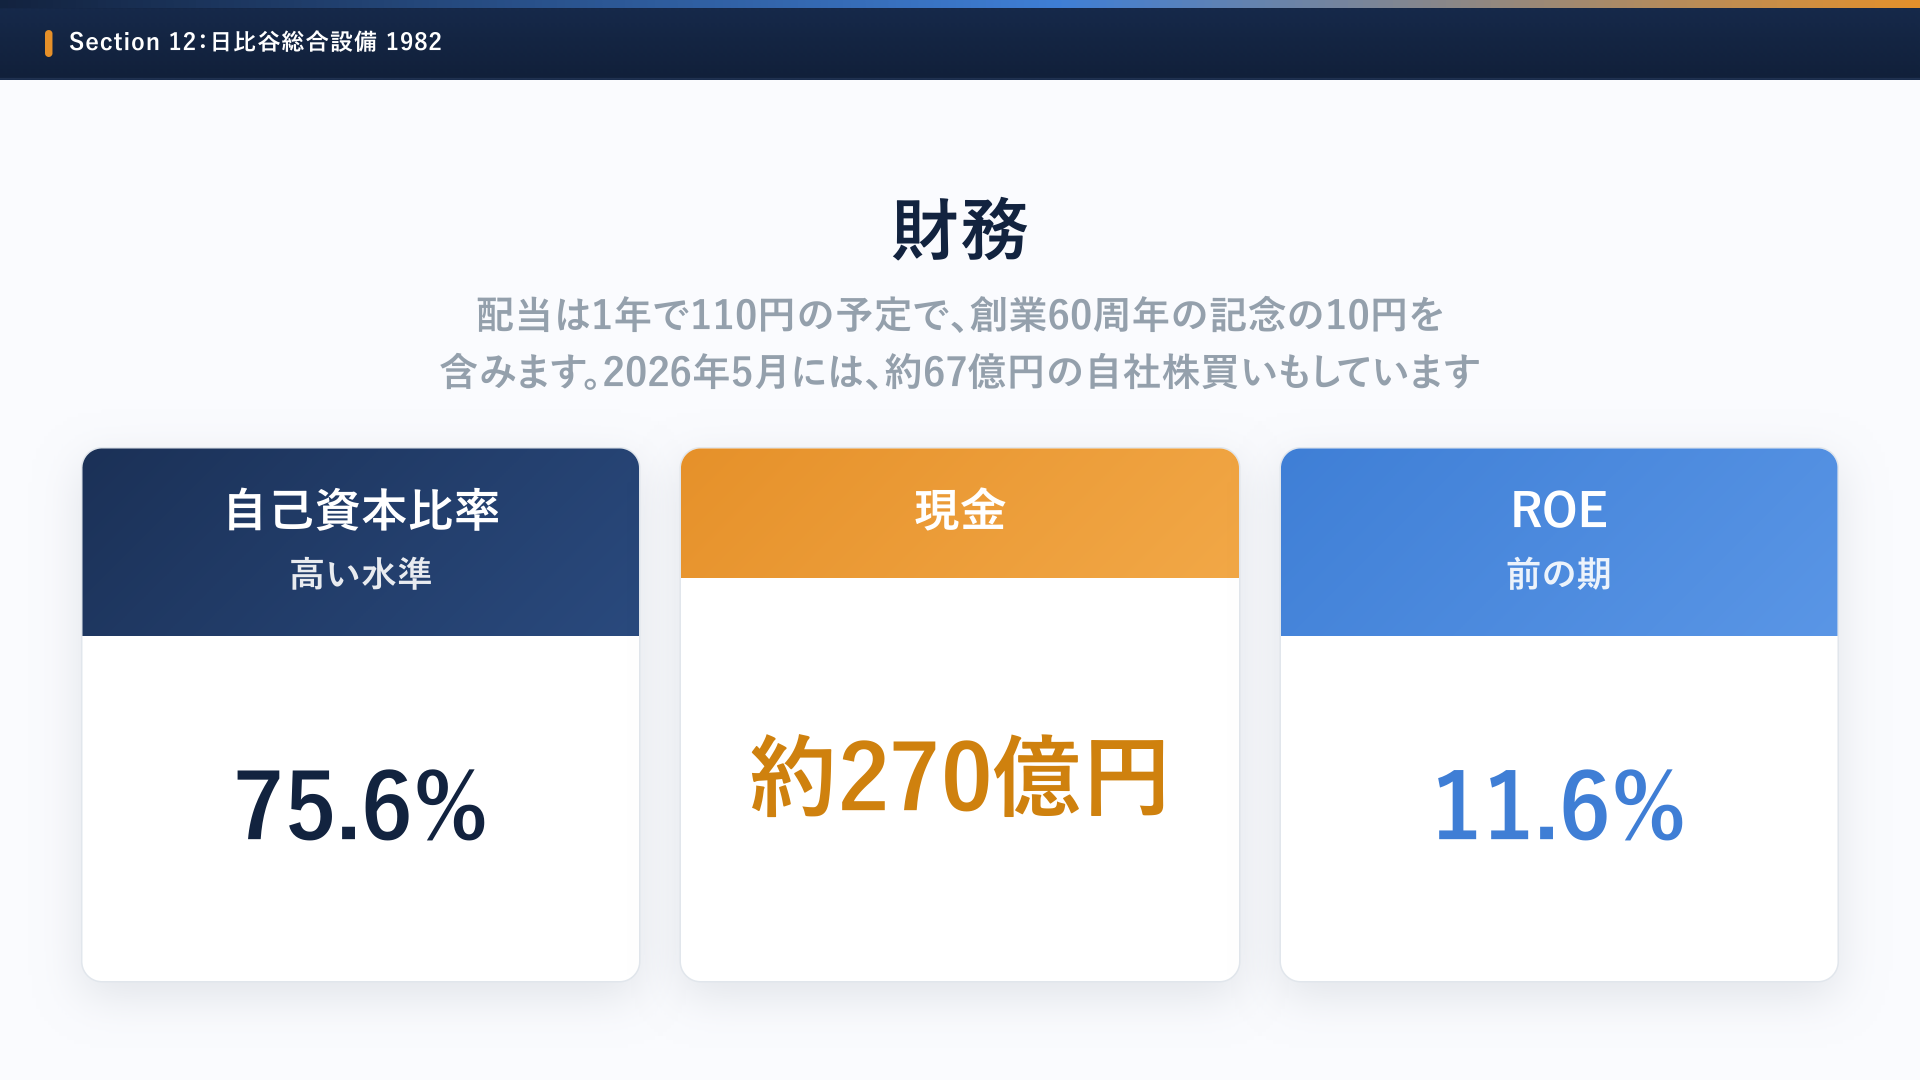 Section 12：日比谷総合設備 1982
財務
配当は1年で110円の予定で、創業60周年の記念の10円を
含みます。2026年5月には、約67億円の自社株買いもしています
自己資本比率
高い水準
75.6%
現金
約270億円
ROE
前の期
11.6%